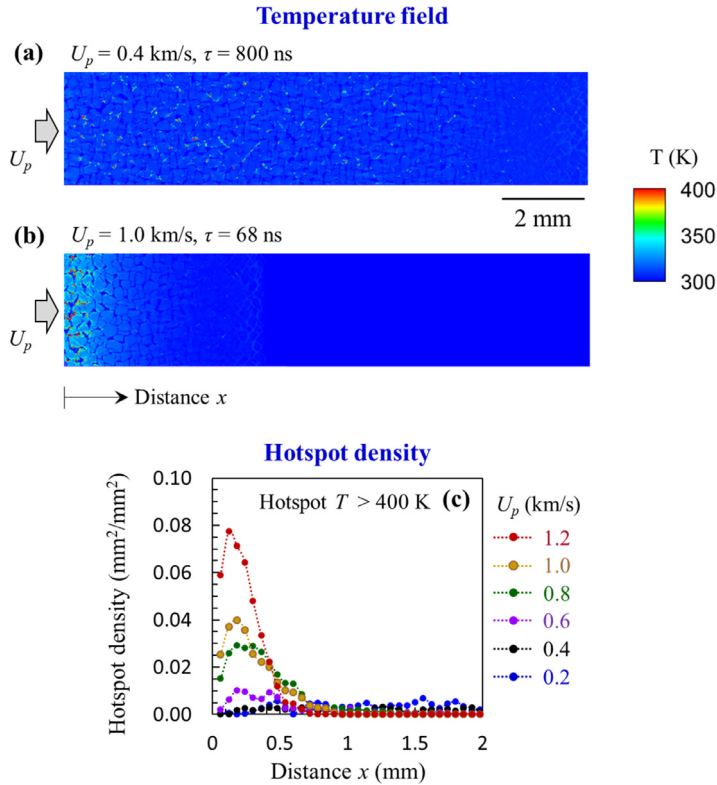 Temperature field
(a) Uₚ = 0.4 km/s, τ = 800 ns
Uₚ
T (K)
400
350
300
2 mm
(b) Uₚ = 1.0 km/s, τ = 68 ns
Uₚ
Distance x
Hotspot density
Hotspot density (mm²/mm²)
0.10
0.08
0.06
0.04
0.02
0.00
Hotspot T > 400 K (c)
0 0.5 1 1.5 2
Distance x (mm)
Uₚ (km/s)
1.2
1.0
0.8
0.6
0.4
0.2